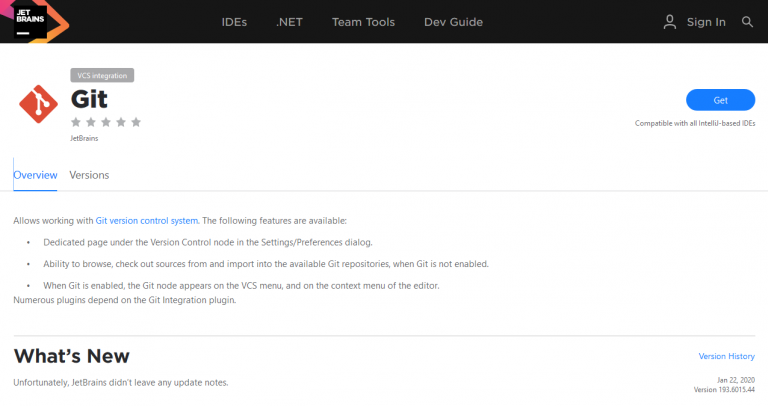 JET
BRAINS
IDEs .NET Team Tools Dev Guide Sign In
VCS integration
Git
JetBrains
Get
Compatible with all IntelliJ-based IDEs
Overview Versions
Allows working with Git version control system. The following features are available:
• Dedicated page under the Version Control node in the Settings/Preferences dialog.
• Ability to browse, check out sources from and import into the available Git repositories, when Git is not enabled.
• When Git is enabled, the Git node appears on the VCS menu, and on the context menu of the editor.
Numerous plugins depend on the Git Integration plugin.
What's New
Version History
Unfortunately, JetBrains didn't leave any update notes.
Jan 22, 2020
Version 193.6015.44